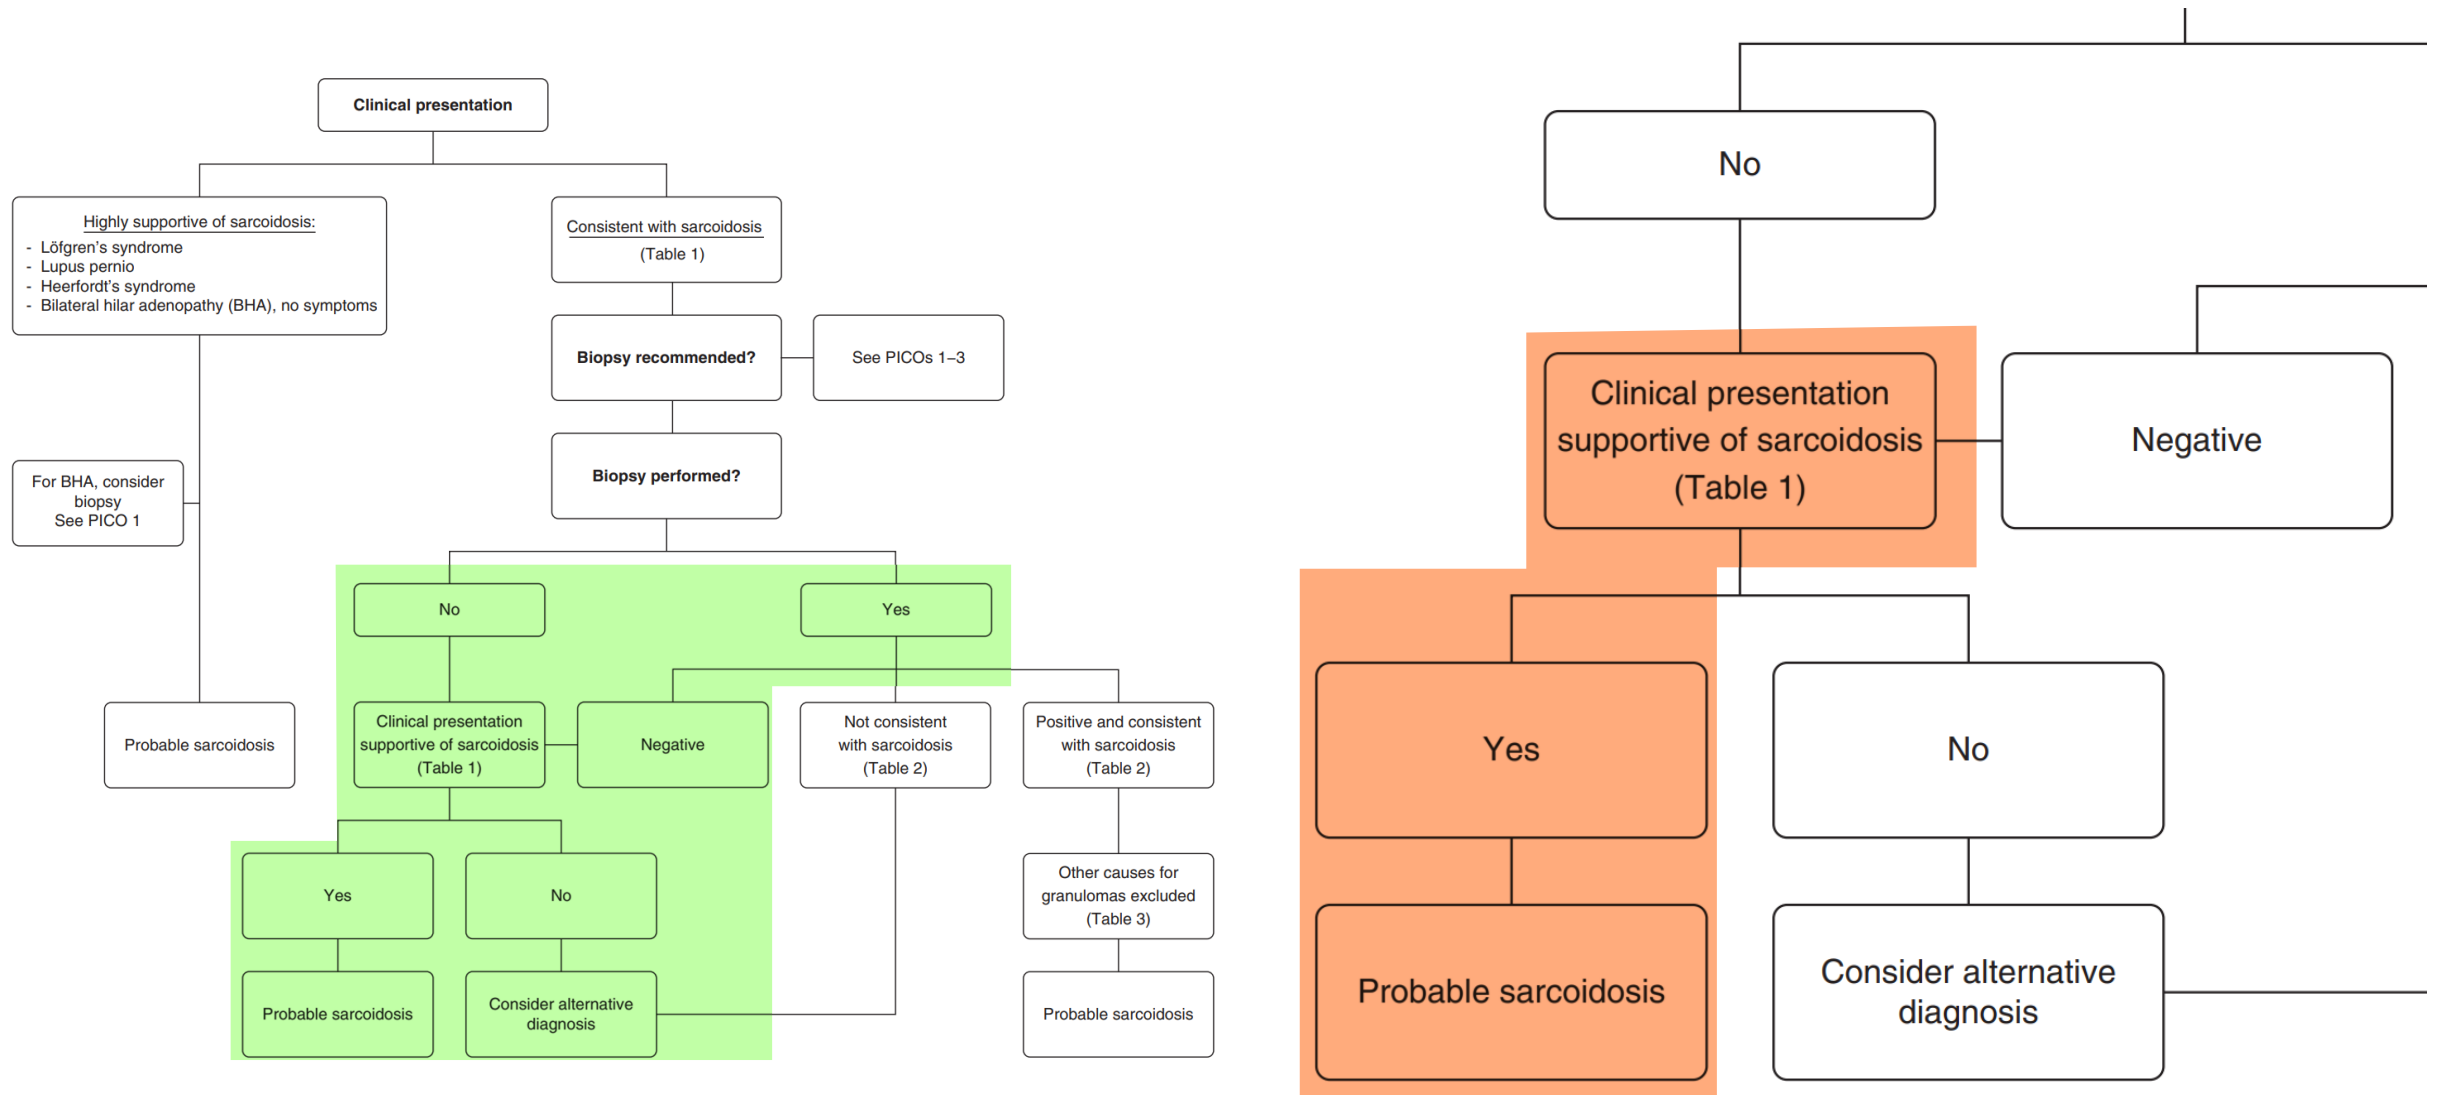 Clinical presentation
Highly supportive of sarcoidosis:
- Löfgren's syndrome
- Lupus pernio
- Heerfordt's syndrome
- Bilateral hilar adenopathy (BHA), no symptoms
Consistent with sarcoidosis
(Table 1)
Biopsy recommended?
See PICOs 1–3
Biopsy performed?
For BHA, consider
biopsy
See PICO 1
No
Yes
Probable sarcoidosis
Clinical presentation
supportive of sarcoidosis
(Table 1)
Negative
Not consistent
with sarcoidosis
(Table 2)
Positive and consistent
with sarcoidosis
(Table 2)
Yes
No
Other causes for
granulomas excluded
(Table 3)
Probable sarcoidosis
Consider alternative
diagnosis
Probable sarcoidosis
No
Clinical presentation
supportive of sarcoidosis
(Table 1)
Negative
Yes
No
Probable sarcoidosis
Consider alternative
diagnosis